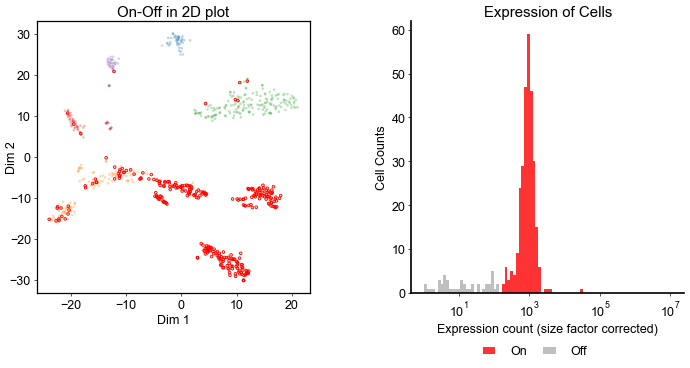 On-Off in 2D plot
30
20
10
0
−10
−20
−30
Dim 2
−20 −10 0 10 20
Dim 1
Expression of Cells
60
50
40
30
20
10
0
Cell Counts
10^1 10^3 10^5 10^7
Expression count (size factor corrected)
On Off